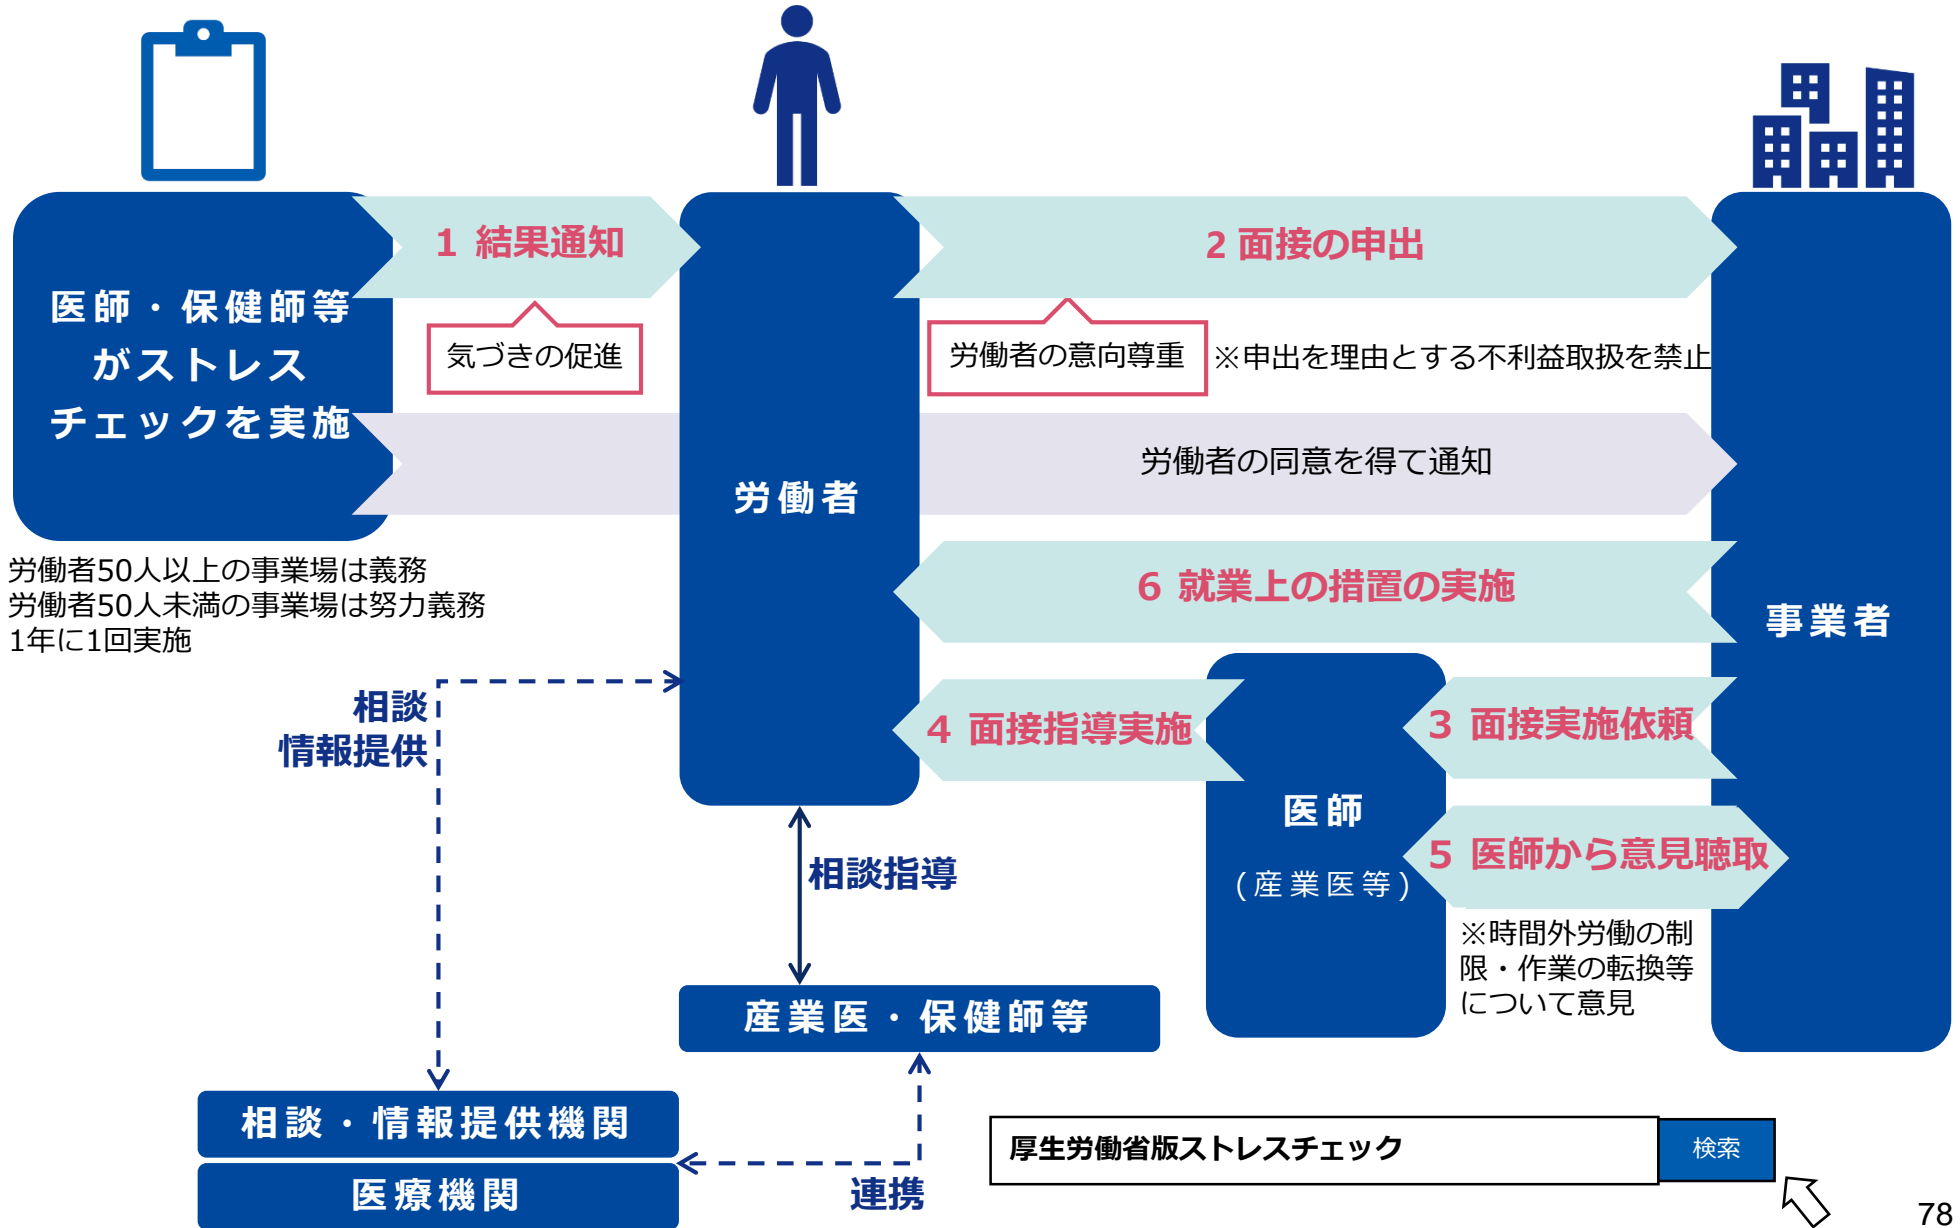 医師・保健師等
がストレス
チェックを実施
1 結果通知
気づきの促進
2 面接の申出
労働者の意向尊重
※申出を理由とする不利益取扱を禁止
労働者の同意を得て通知
労働者
事業者
労働者50人以上の事業場は義務
労働者50人未満の事業場は努力義務
1年に1回実施
6 就業上の措置の実施
相談
情報提供
4 面接指導実施
3 面接実施依頼
医師
(産業医等)
5 医師から意見聴取
※時間外労働の制
限・作業の転換等
について意見
相談指導
産業医・保健師等
相談・情報提供機関
医療機関
連携
厚生労働省版ストレスチェック
検索
78